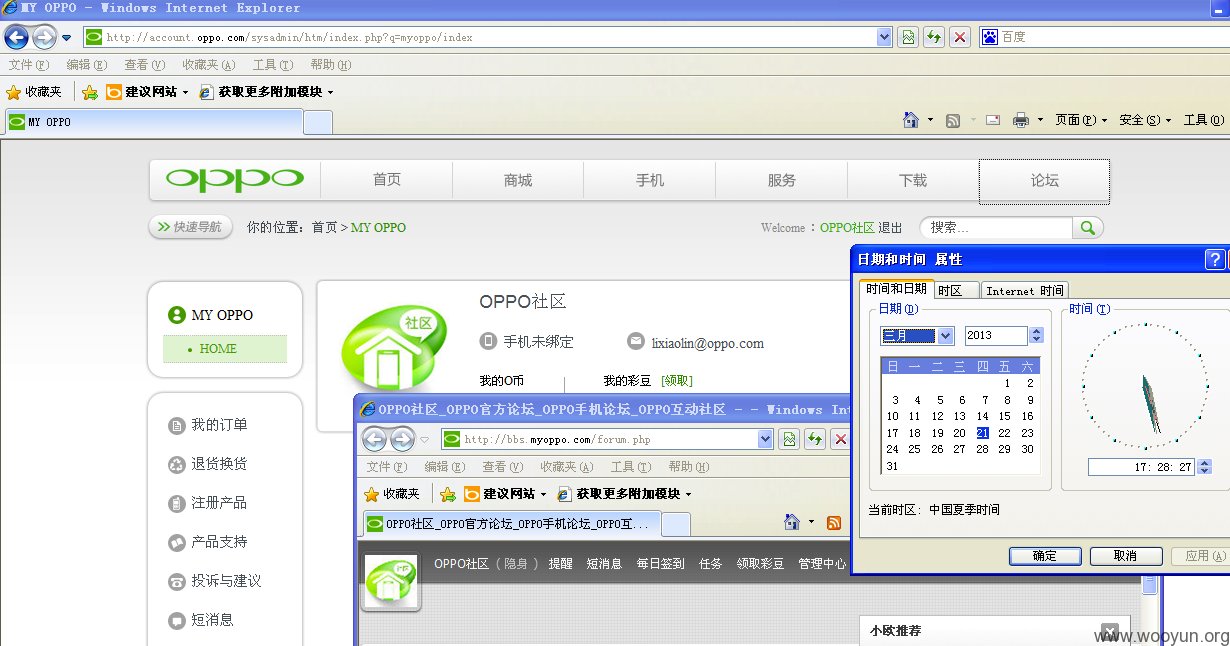 MY OPPO - Windows Internet Explorer
http://account.oppo.com/sysadmin/htm/index.php?q=myoppo/index
百度
文件(F) 编辑(E) 查看(V) 收藏夹(A) 工具(T) 帮助(H)
收藏夹 建议网站 获取更多附加模块
MY OPPO
页面(P) 安全(S) 工具(O)
oppo 首页 商城 手机 服务 下载 论坛
快速导航 你的位置：首页 > MY OPPO
Welcome：OPPO社区 退出 搜索...
MY OPPO
HOME
我的订单
退货换货
注册产品
产品支持
投诉与建议
短消息
社区
OPPO社区
手机未绑定 lixiaolin@oppo.com
我的O币 我的彩豆 [领取]
日期和时间 属性
?
时间和日期 时区 Internet 时间
日期(D) 时间(T)
三月 2013
日 一 二 三 四 五 六
1 2
3 4 5 6 7 8 9
10 11 12 13 14 15 16
17 18 19 20 21 22 23
24 25 26 27 28 29 30
31
17:28:27
当前时区：中国夏季时间
确定 取消 应用(A)
OPPO社区_OPPO官方论坛_OPPO手机论坛_OPPO互动社区 - - Windows In
http://bbs.myoppo.com/forum.php
文件(F) 编辑(E) 查看(V) 收藏夹(A) 工具(T) 帮助(H)
收藏夹 建议网站 获取更多附加模块
OPPO社区_OPPO官方论坛_OPPO手机论坛_OPPO互...
OPPO社区 (隐身) 提醒 短消息 每日签到 任务 领取彩豆 管理中心
小欧推荐
www.wooyun.org